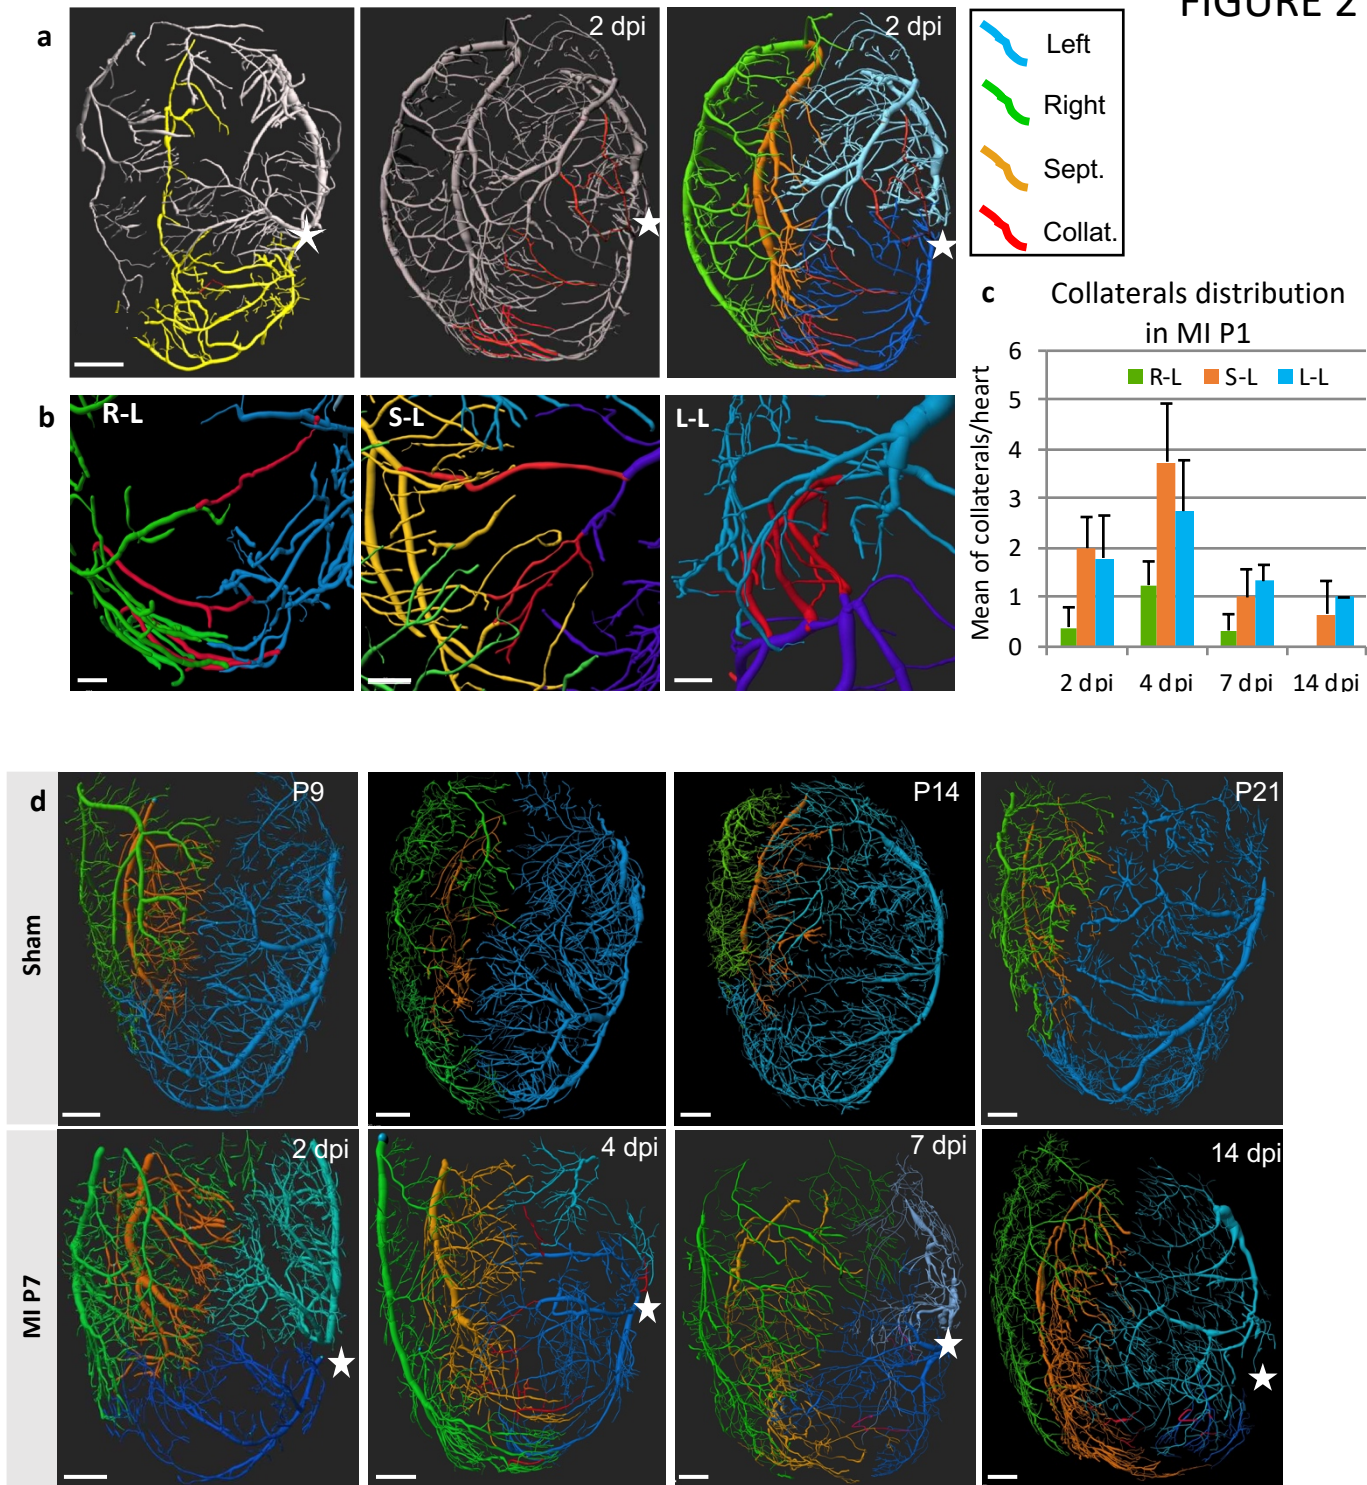 FIGURE 2
a
2 dpi
2 dpi
Left
Right
Sept.
Collat.
b
R-L
S-L
L-L
c
Collaterals distribution
in MI P1
R-L S-L L-L
Mean of collaterals/heart
6
5
4
3
2
1
0
2 dpi 4 dpi 7 dpi 14 dpi
d
Sham
P9
P14
P21
MI P7
2 dpi
4 dpi
7 dpi
14 dpi